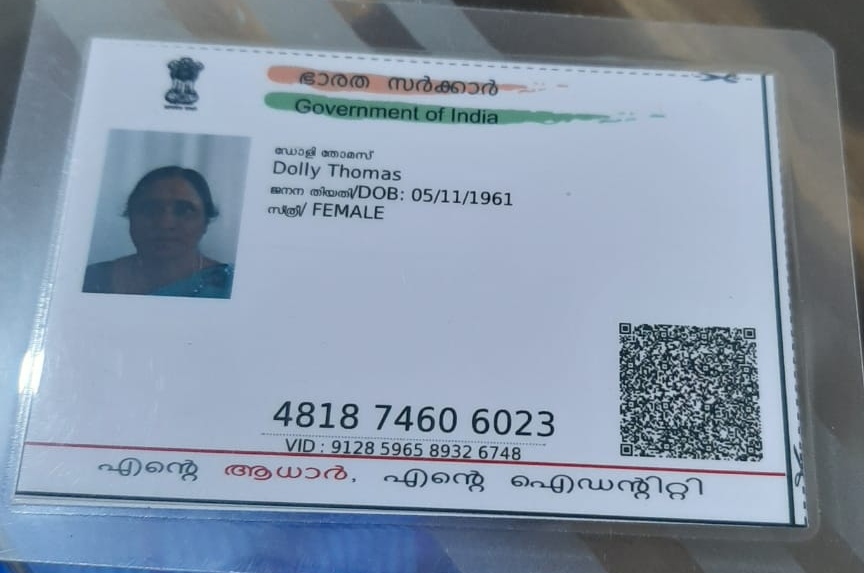 ഭാരത സർക്കാർ
Government of India
ഡോളി തോമസ്
Dolly Thomas
ജനന തിയതി/DOB: 05/11/1961
സ്ത്രീ/ FEMALE
4818 7460 6023
VID : 9128 5965 8932 6748
എന്റെ ആധാർ, എന്റെ ഐഡന്റിറ്റി